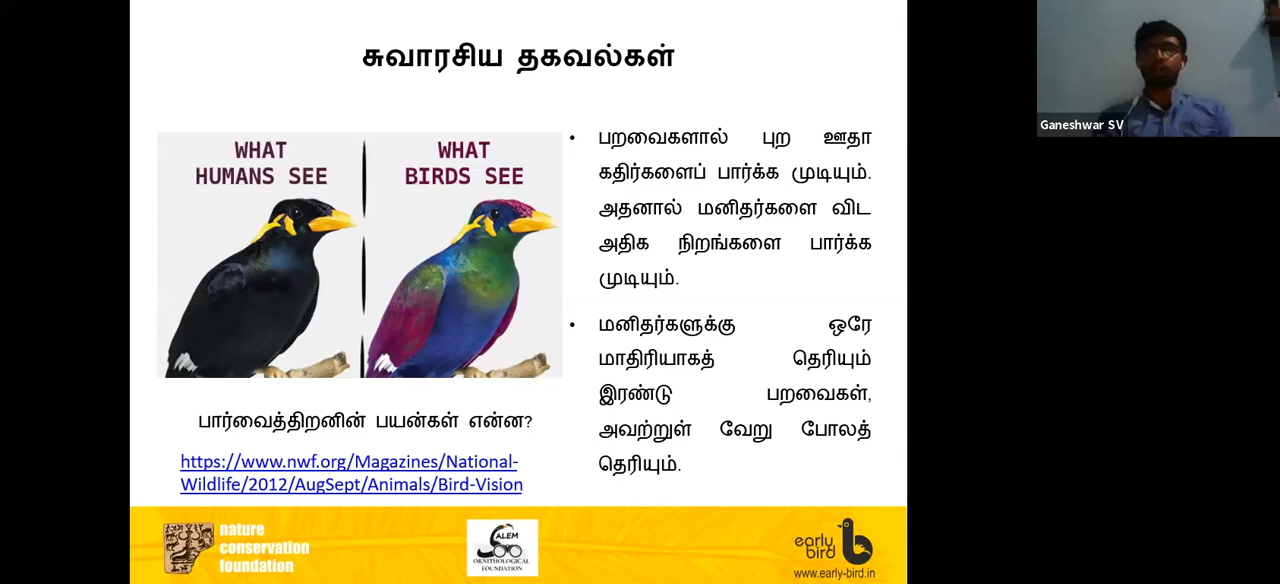 சுவாரசிய தகவல்கள்
WHAT
HUMANS SEE
WHAT
BIRDS SEE
பார்வைத்திறனின் பயன்கள் என்ன?
https://www.nwf.org/Magazines/National-
Wildlife/2012/AugSept/Animals/Bird-Vision
• பறவைகளால் புற ஊதா
கதிர்களைப் பார்க்க முடியும்.
அதனால் மனிதர்களை விட
அதிக நிறங்களை பார்க்க
முடியும்.
• மனிதர்களுக்கு ஒரே
மாதிரியாகத் தெரியும்
இரண்டு பறவைகள்,
அவற்றுள் வேறு போலத்
தெரியும்.
nature
conservation
foundation
SALEM
ORNITHOLOGICAL
FOUNDATION
early
bird
www.early-bird.in
Ganeshwar SV